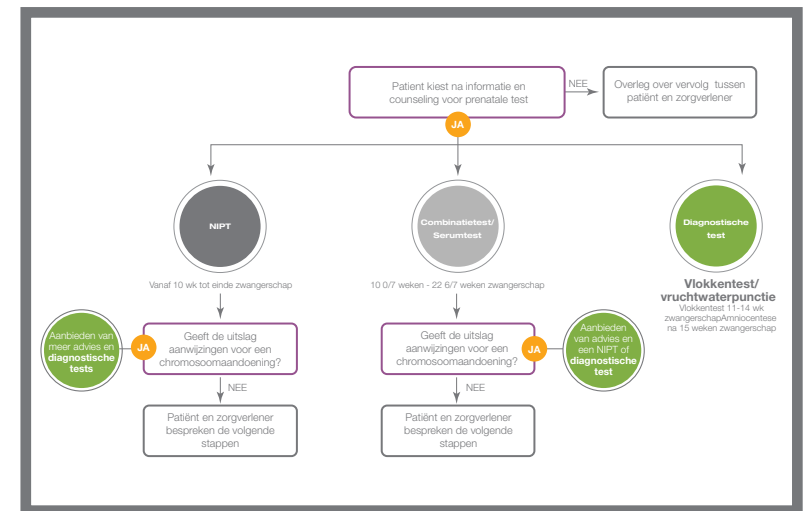 Patient kiest na informatie en
counseling voor prenatale test
NEE
Overleg over vervolg tussen
patiënt en zorgverlener
JA
NIPT
Combinatietest/
Serumtest
Diagnostische
test
Vanaf 10 wk tot einde zwangerschap
10 0/7 weken - 22 6/7 weken zwangerschap
Vlokkentest/
vruchtwaterpunctie
Vlokkentest 11-14 wk
zwangerschapAmniocentese
na 15 weken zwangerschap
Aanbieden van
meer advies en
diagnostische
tests
JA
Geeft de uitslag
aanwijzingen voor een
chromosoomaandoening?
Geeft de uitslag
aanwijzingen voor een
chromosoomaandoening?
JA
Aanbieden
van advies en
een NIPT of
diagnostische
test
NEE
NEE
Patiënt en zorgverlener
bespreken de volgende
stappen
Patiënt en zorgverlener
bespreken de volgende
stappen